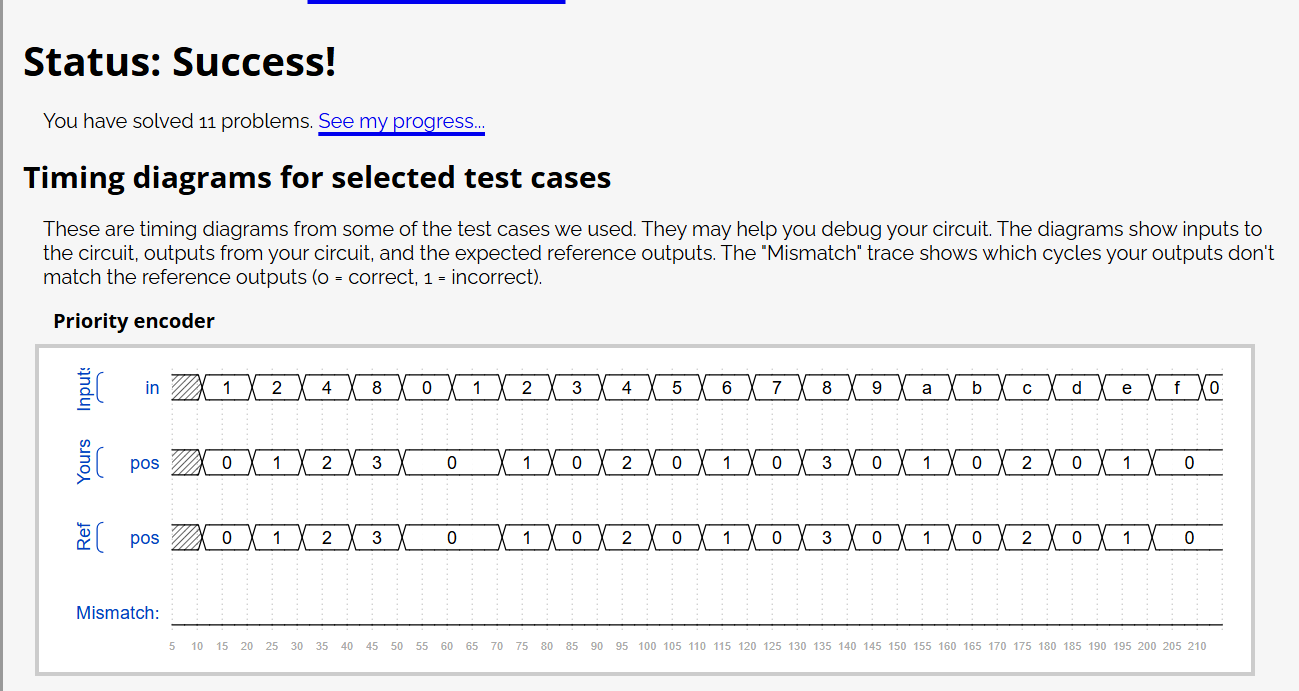 Status: Success!
You have solved 11 problems. See my progress...
Timing diagrams for selected test cases
These are timing diagrams from some of the test cases we used. They may help you debug your circuit. The diagrams show inputs to
the circuit, outputs from your circuit, and the expected reference outputs. The "Mismatch" trace shows which cycles your outputs don't
match the reference outputs (0 = correct, 1 = incorrect).
Priority encoder
Inputs
in 1 2 4 8 0 1 2 3 4 5 6 7 8 9 a b c d e f 0
Yours
pos 0 1 2 3 0 1 0 2 0 1 0 3 0 1 0 2 0 1 0
Ref
pos 0 1 2 3 0 1 0 2 0 1 0 3 0 1 0 2 0 1 0
Mismatch:
5 10 15 20 25 30 35 40 45 50 55 60 65 70 75 80 85 90 95 100 105 110 115 120 125 130 135 140 145 150 155 160 165 170 175 180 185 190 195 200 205 210